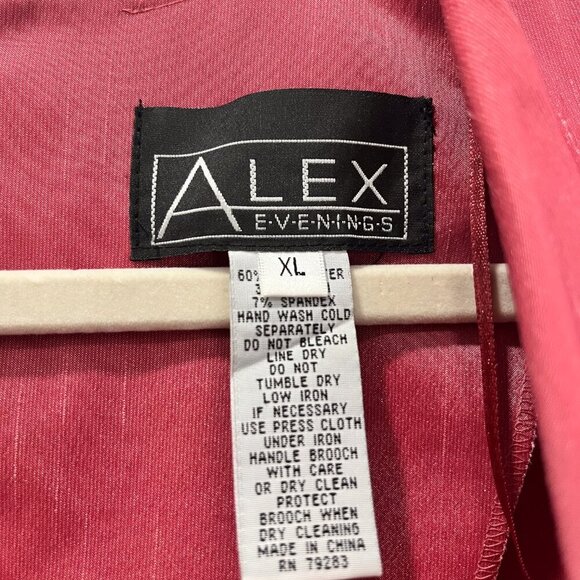 ALEX
E·V·E·N·I·N·G·S
XL
60%
7% SPANDEX
HAND WASH COLD
SEPARATELY
DO NOT BLEACH
LINE DRY
DO NOT
TUMBLE DRY
LOW IRON
IF NECESSARY
USE PRESS CLOTH
UNDER IRON
HANDLE BROOCH
WITH CARE
OR DRY CLEAN
PROTECT
BROOCH WHEN
DRY CLEANING
MADE IN CHINA
RN 79283